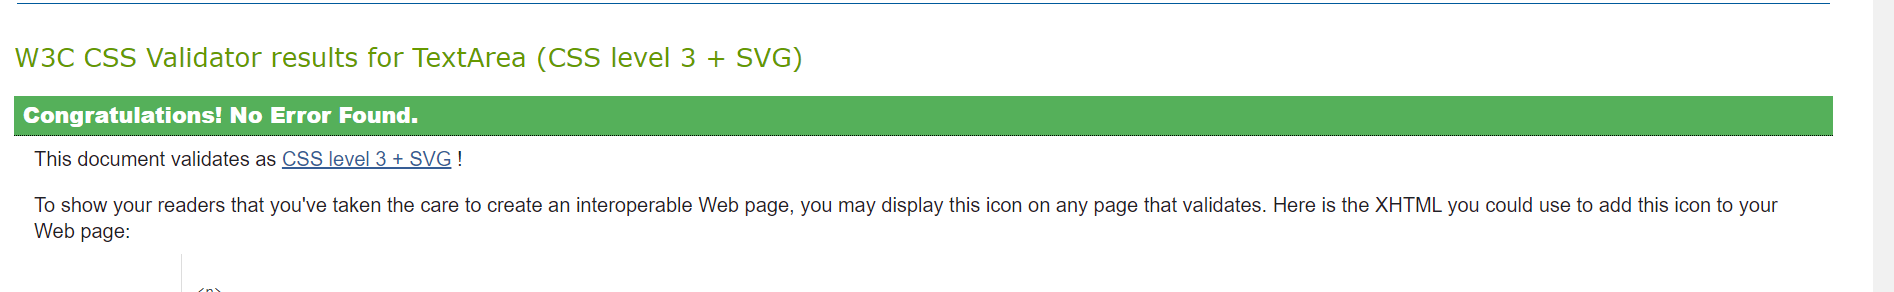 W3C CSS Validator results for TextArea (CSS level 3 + SVG)
Congratulations! No Error Found.
This document validates as CSS level 3 + SVG !
To show your readers that you've taken the care to create an interoperable Web page, you may display this icon on any page that validates. Here is the XHTML you could use to add this icon to your
Web page: